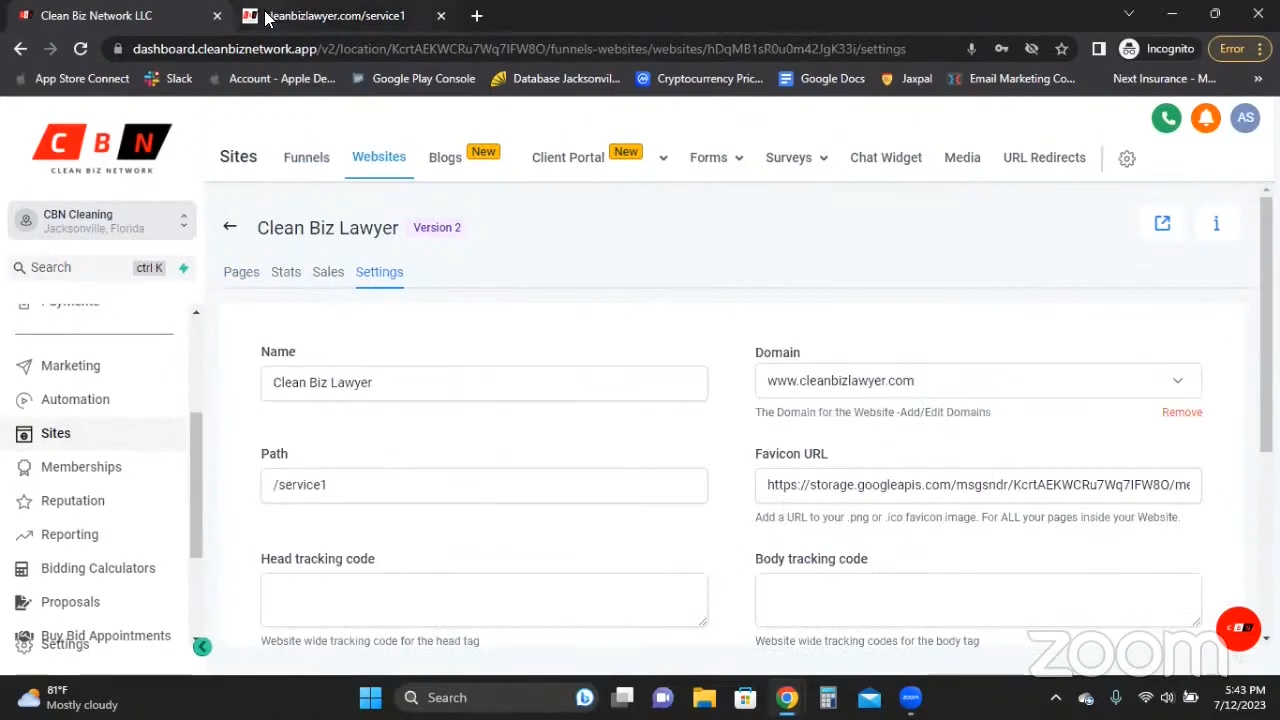 Clean Biz Network LLC
leanbizlawyer.com/service1
dashboard.cleanbiznetwork.app/v2/location/KcrtAEKWCRu7Wq7IFW8O/funnels-websites/websites/hDqMB1sR0u0m42JgK33i/settings
Incognito
Error
App Store Connect
Slack
Account - Apple De...
Google Play Console
Database Jacksonvil...
Cryptocurrency Pric...
Google Docs
Jaxpal
Email Marketing Co...
Next Insurance - M...
»
CBN
CLEAN BIZ NETWORK
Sites
Funnels
Websites
Blogs New
Client Portal New
Forms
Surveys
Chat Widget
Media
URL Redirects
AS
CBN Cleaning
Jacksonville, Florida
Search
ctrl K
Payments
Marketing
Automation
Sites
Memberships
Reputation
Reporting
Bidding Calculators
Proposals
Buy Bid Appointments
Settings
Clean Biz Lawyer Version 2
Pages Stats Sales Settings
Name
Clean Biz Lawyer
Domain
www.cleanbizlawyer.com
The Domain for the Website -Add/Edit Domains
Remove
Path
/service1
Favicon URL
https://storage.googleapis.com/msgsndr/KcrtAEKWCRu7Wq7IFW8O/me
Add a URL to your .png or .ico favicon image. For ALL your pages inside your Website.
Head tracking code
Website wide tracking code for the head tag
Body tracking code
Website wide tracking codes for the body tag
CBN
zoom
81°F
Mostly cloudy
Search
zoom
5:43 PM
7/12/2023